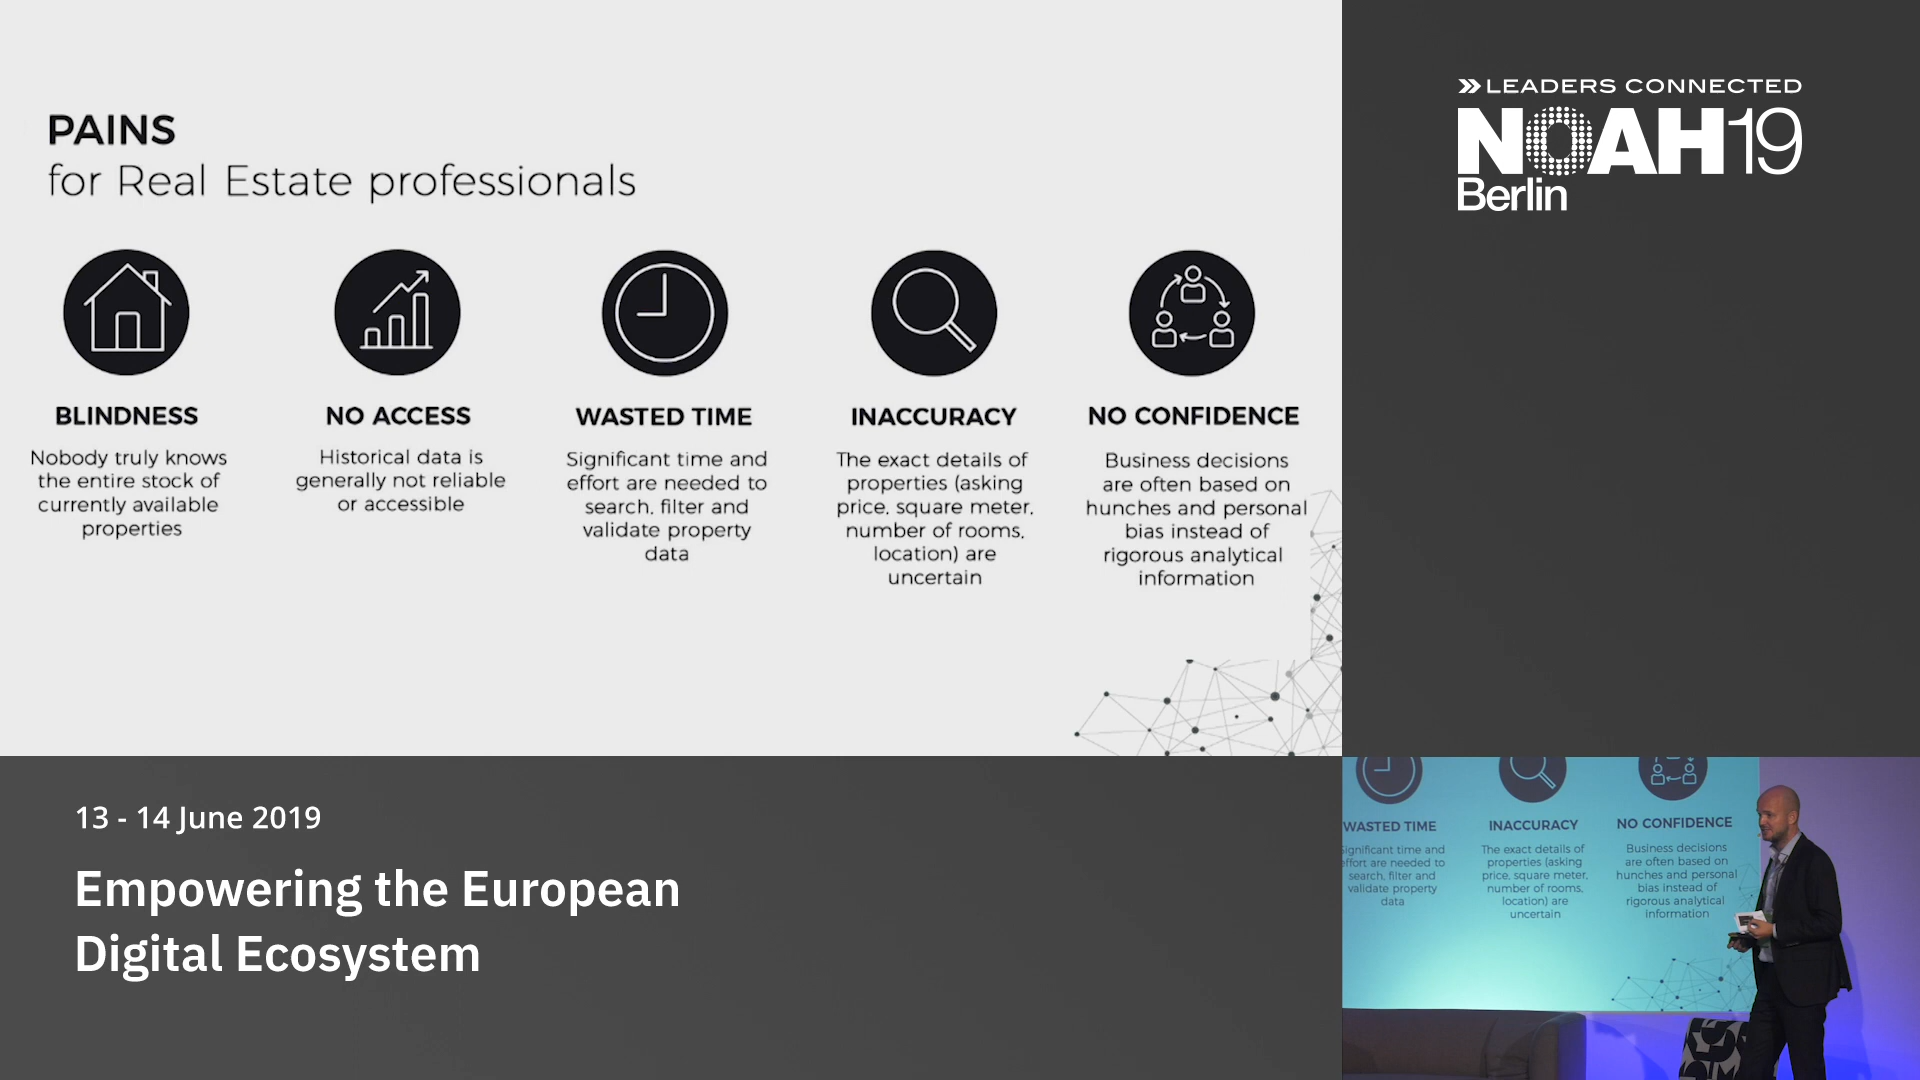 PAINS
for Real Estate professionals
BLINDNESS
Nobody truly knows
the entire stock of
currently available
properties
NO ACCESS
Historical data is
generally not reliable
or accessible
WASTED TIME
Significant time and
effort are needed to
search, filter and
validate property
data
INACCURACY
The exact details of
properties (asking
price, square meter,
number of rooms,
location) are
uncertain
NO CONFIDENCE
Business decisions
are often based on
hunches and personal
bias instead of
rigorous analytical
information
LEADERS CONNECTED
NOAH19
Berlin
13 - 14 June 2019
Empowering the European
Digital Ecosystem
WASTED TIME
Significant time and
effort are needed to
search, filter and
validate property
data
INACCURACY
The exact details of
properties (asking
price, square meter,
number of rooms,
location) are
uncertain
NO CONFIDENCE
Business decisions
are often based on
hunches and personal
bias instead of
rigorous analytical
information